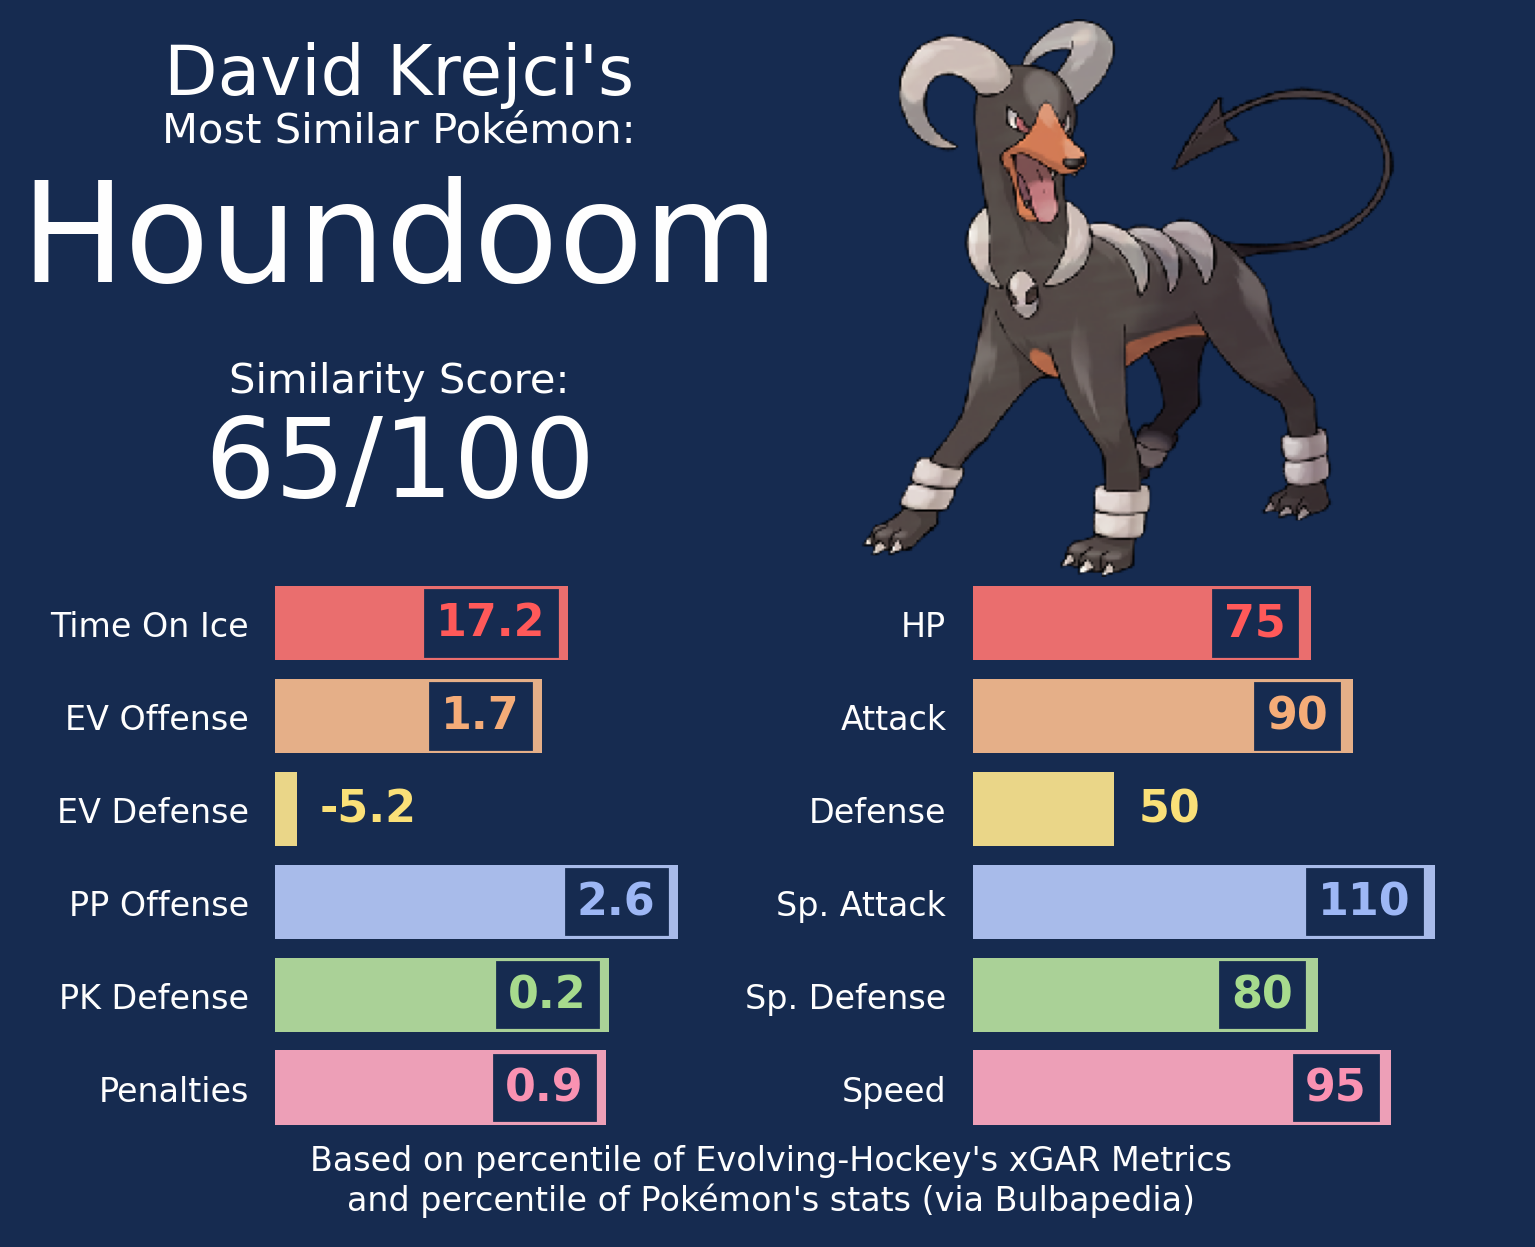 David Krejci's
Most Similar Pokémon:
Houndoom
Similarity Score:
65/100
Time On Ice 17.2
EV Offense 1.7
EV Defense -5.2
PP Offense 2.6
PK Defense 0.2
Penalties 0.9
HP 75
Attack 90
Defense 50
Sp. Attack 110
Sp. Defense 80
Speed 95
Based on percentile of Evolving-Hockey's xGAR Metrics
and percentile of Pokémon's stats (via Bulbapedia)